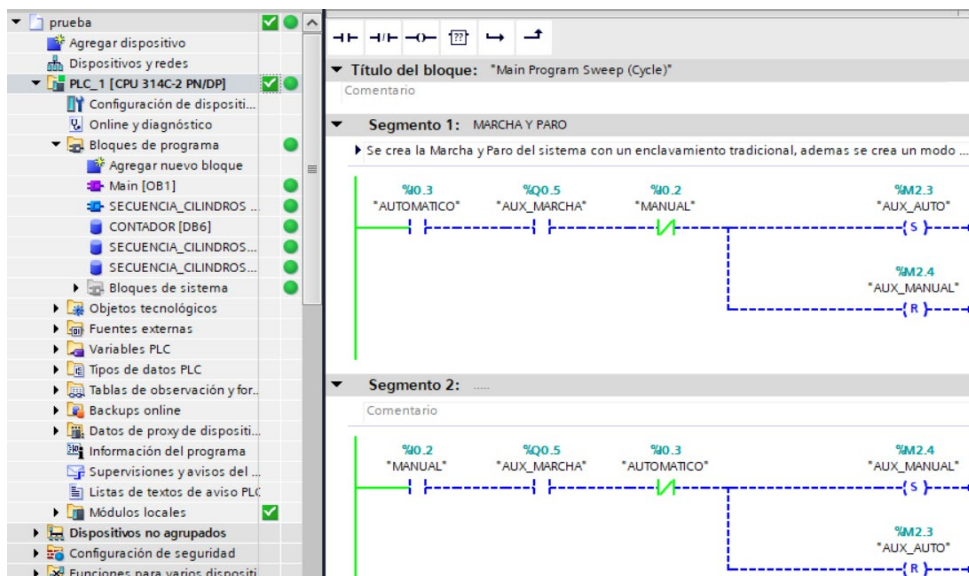 prueba
Agregar dispositivo
Dispositivos y redes
PLC_1 [CPU 314C-2 PN/DP]
Configuración de dispositi...
Online y diagnóstico
Bloques de programa
Agregar nuevo bloque
Main [OB1]
SECUENCIA_CILINDROS ...
CONTADOR [DB6]
SECUENCIA_CILINDROS...
SECUENCIA_CILINDROS...
Bloques de sistema
Objetos tecnológicos
Fuentes externas
Variables PLC
Tipos de datos PLC
Tablas de observación y for..
Backups online
Datos de proxy de dispositi...
Información del programa
Supervisiones y avisos del ...
Listas de textos de aviso PLC
Módulos locales
Dispositivos no agrupados
Configuración de seguridad
Funciones para varios dispositi
??
Título del bloque: "Main Program Sweep (Cycle)"
Comentario
Segmento 1: MARCHA Y PARO
Se crea la Marcha y Paro del sistema con un enclavamiento tradicional, ademas se crea un modo ...
%I0.3 %Q0.5 %I0.2 %M2.3
"AUTOMATICO" "AUX_MARCHA" "MANUAL" "AUX_AUTO"
S
%M2.4
"AUX_MANUAL"
R
Segmento 2: .....
Comentario
%I0.2 %Q0.5 %I0.3 %M2.4
"MANUAL" "AUX_MARCHA" "AUTOMATICO" "AUX_MANUAL"
S
%M2.3
"AUX_AUTO"
R